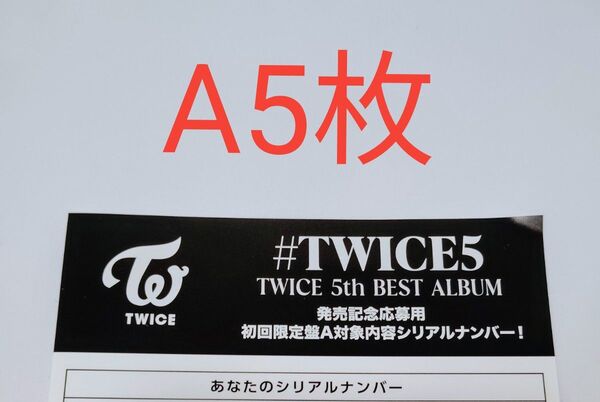 A5枚
#TWICE5
TWICE 5th BEST ALBUM
TWICE
発売記念応募用
初回限定盤A対象内容シリアルナンバー!
あなたのシリアルナンバー